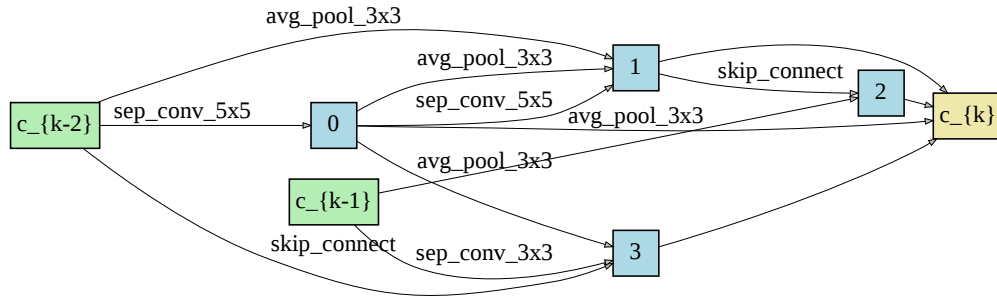 avg_pool_3x3
c_{k-2}
sep_conv_5x5
0
avg_pool_3x3
sep_conv_5x5
1
skip_connect
2
avg_pool_3x3
c_{k}
avg_pool_3x3
c_{k-1}
skip_connect
sep_conv_3x3
3